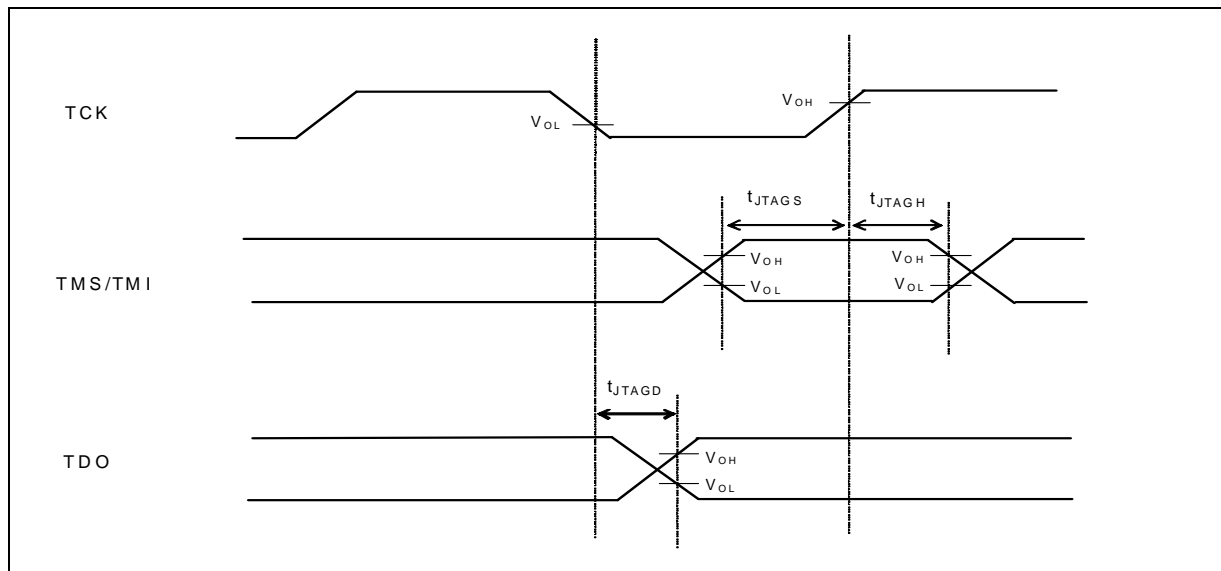 TCK
VOL
VOH
tJTAGS
tJTAGH
TMS/TMI
VOH
VOL
VOH
VOL
tJTAGD
TDO
VOH
VOL